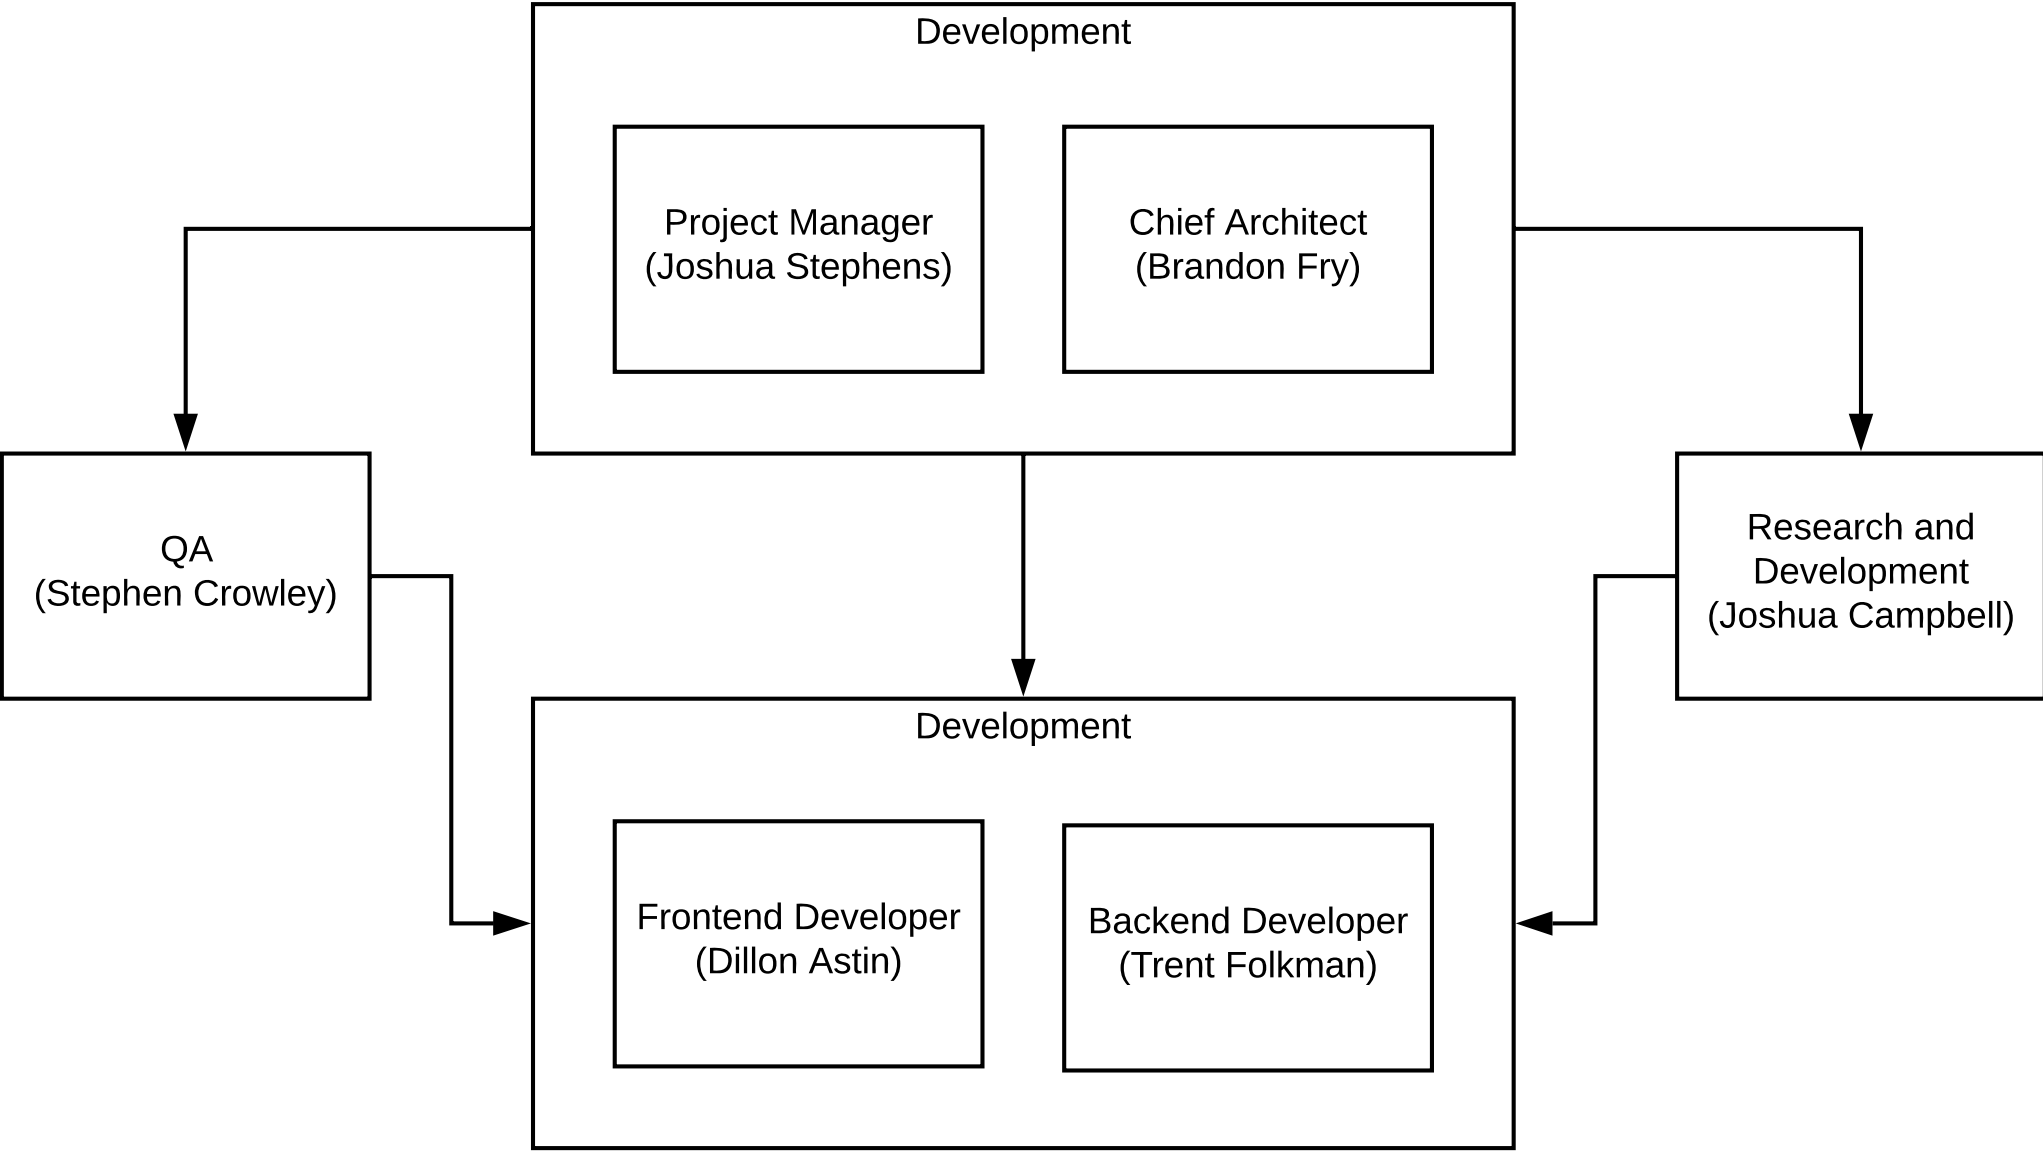 Development
Project Manager
(Joshua Stephens)
Chief Architect
(Brandon Fry)
QA
(Stephen Crowley)
Research and
Development
(Joshua Campbell)
Development
Frontend Developer
(Dillon Astin)
Backend Developer
(Trent Folkman)